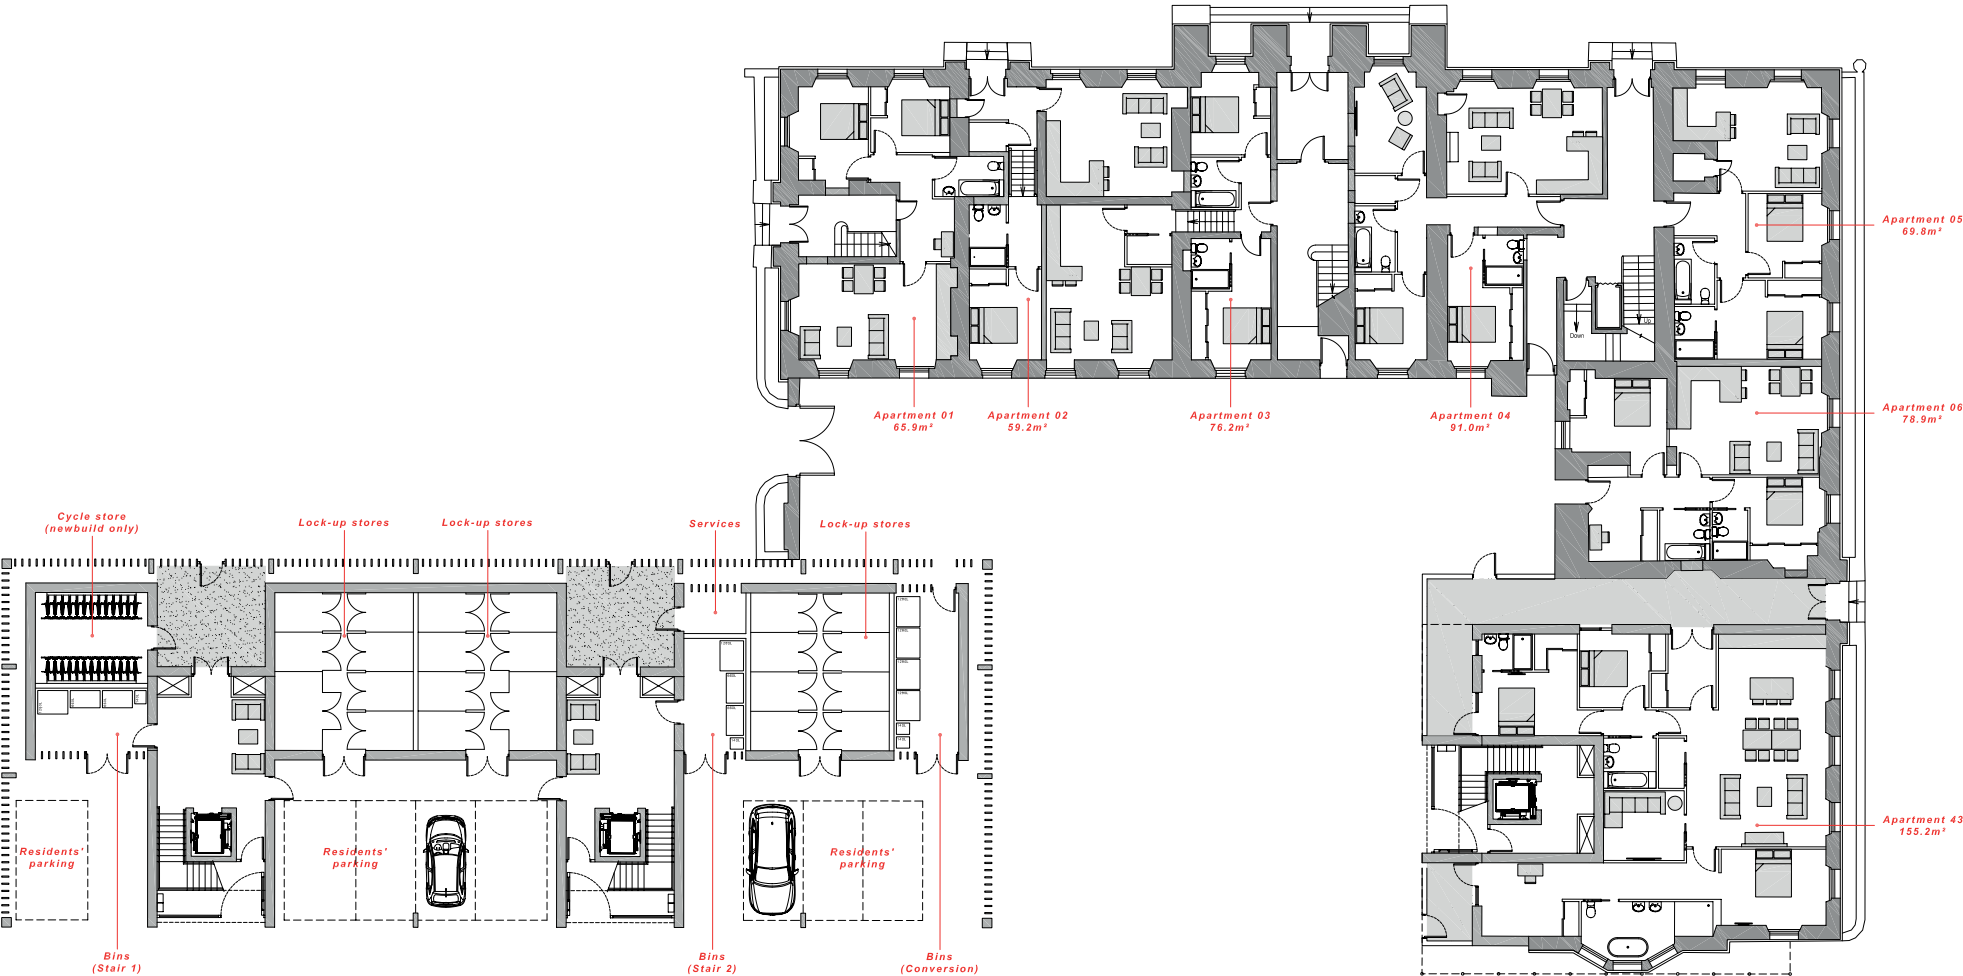 Apartment 05
69.8m²
Apartment 01
65.9m²
Apartment 02
59.2m²
Apartment 03
76.2m²
Apartment 04
91.0m²
Apartment 06
78.9m²
Down
Up
Cycle store
(newbuild only)
Lock-up stores
Lock-up stores
Services
Lock-up stores
Residents'
parking
Residents'
parking
Residents'
parking
Apartment 43
155.2m²
Bins
(Stair 1)
Bins
(Stair 2)
Bins
(Conversion)